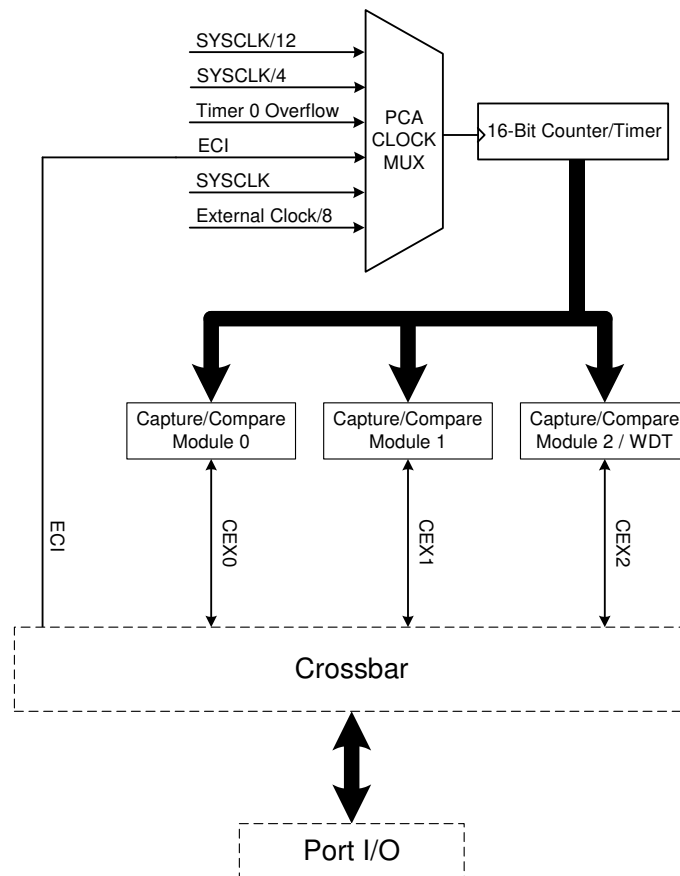 SYSCLK/12
SYSCLK/4
Timer 0 Overflow
ECI
SYSCLK
External Clock/8
PCA
CLOCK
MUX
16-Bit Counter/Timer
Capture/Compare
Module 0
Capture/Compare
Module 1
Capture/Compare
Module 2 / WDT
ECI
CEX0
CEX1
CEX2
Crossbar
Port I/O